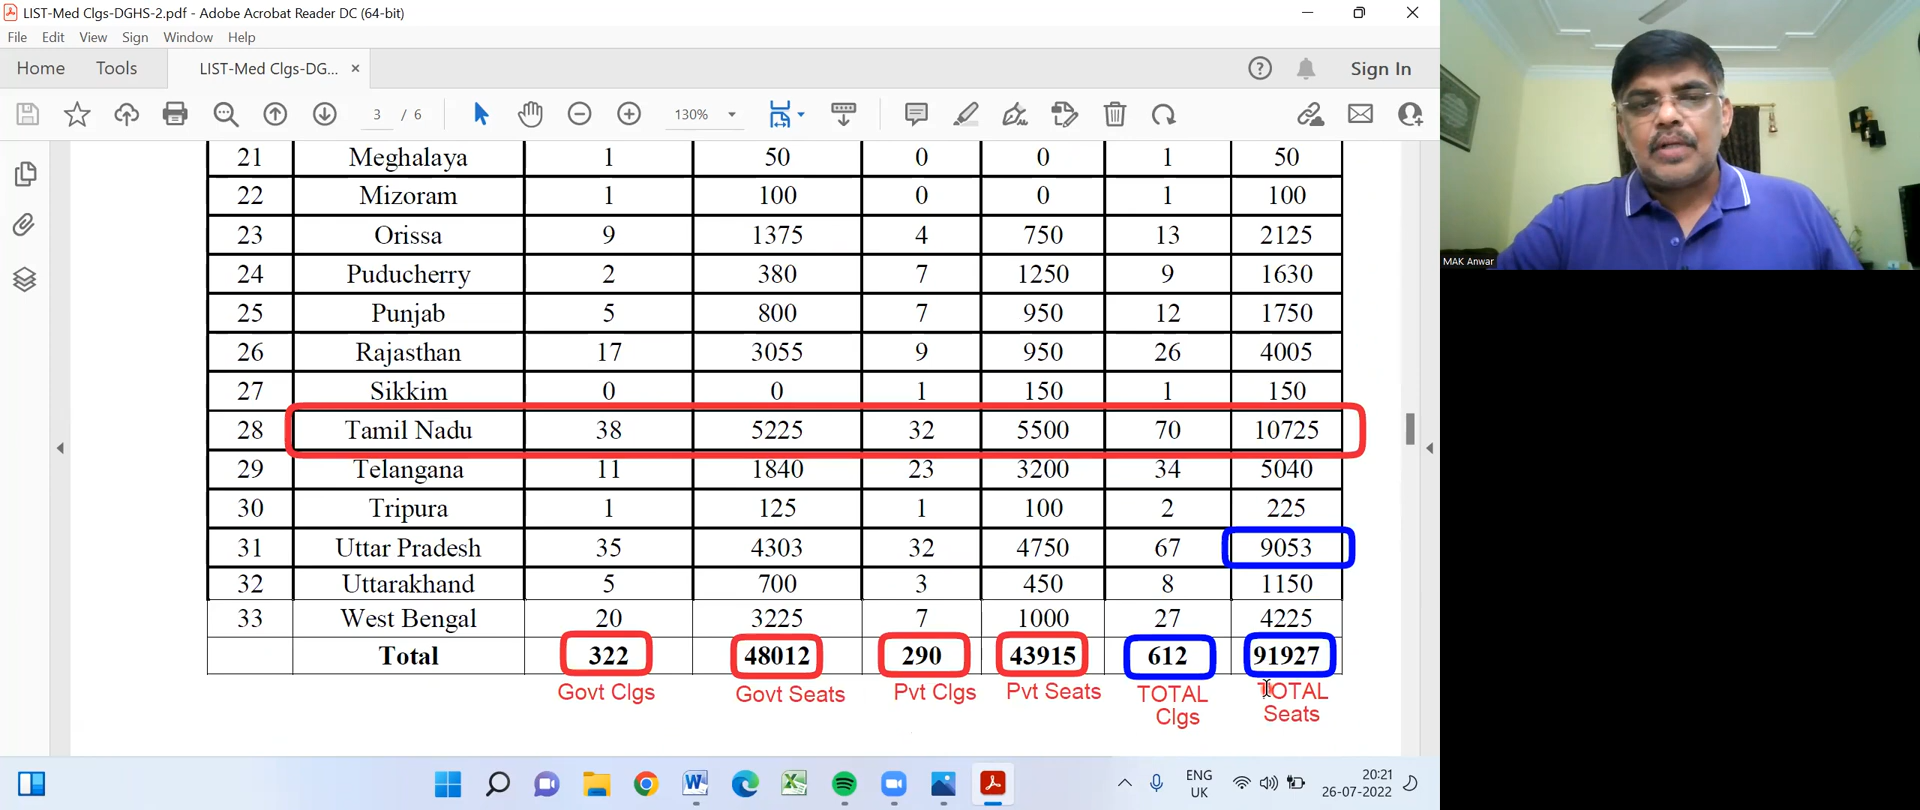 LIST-Med Clgs-DGHS-2.pdf - Adobe Acrobat Reader DC (64-bit)
File Edit View Sign Window Help
Home Tools LIST-Med Clgs-DG... × Sign In
3 / 6 130%
21 Meghalaya 1 50 0 0 1 50
22 Mizoram 1 100 0 0 1 100
23 Orissa 9 1375 4 750 13 2125
24 Puducherry 2 380 7 1250 9 1630
25 Punjab 5 800 7 950 12 1750
26 Rajasthan 17 3055 9 950 26 4005
27 Sikkim 0 0 1 150 1 150
28 Tamil Nadu 38 5225 32 5500 70 10725
29 Telangana 11 1840 23 3200 34 5040
30 Tripura 1 125 1 100 2 225
31 Uttar Pradesh 35 4303 32 4750 67 9053
32 Uttarakhand 5 700 3 450 8 1150
33 West Bengal 20 3225 7 1000 27 4225
Total 322 48012 290 43915 612 91927
Govt Clgs Govt Seats Pvt Clgs Pvt Seats TOTAL Clgs TOTAL Seats
MAK Anwar
ENG UK
20:21
26-07-2022